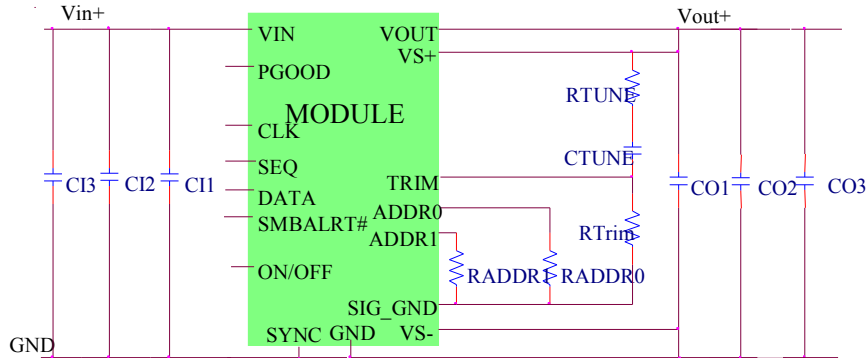 Vin+
Vout+
VIN
VOUT
VS+
PGOOD
RTUNE
MODULE
CLK
CTUNE
SEQ
CI3
CI2
CI1
TRIM
CO1
CO2
CO3
DATA
ADDR0
SMBALRT#
ADDR1
RTrim
ON/OFF
RADDR1
RADDR0
SIG_GND
GND
SYNC
GND
VS-